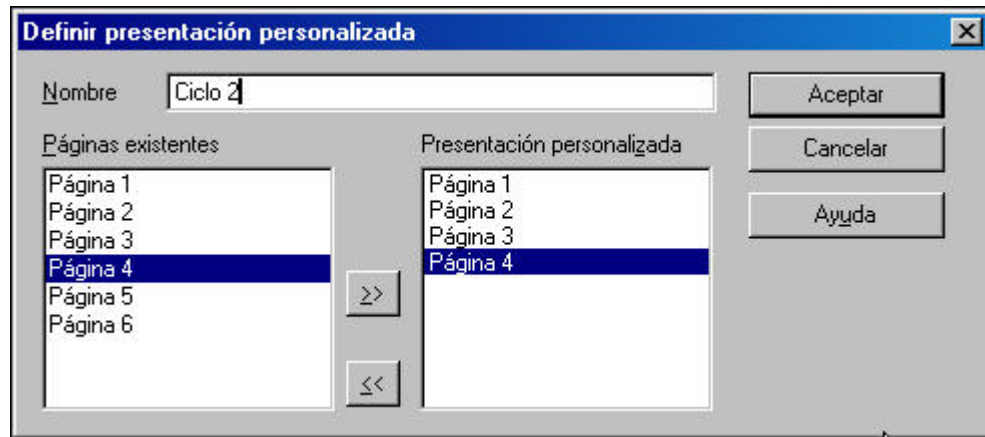 Definir presentación personalizada
Nombre
Ciclo 2
Aceptar
Cancelar
Ayuda
Páginas existentes
Página 1
Página 2
Página 3
Página 4
Página 5
Página 6
>>
<<
Presentación personalizada
Página 1
Página 2
Página 3
Página 4